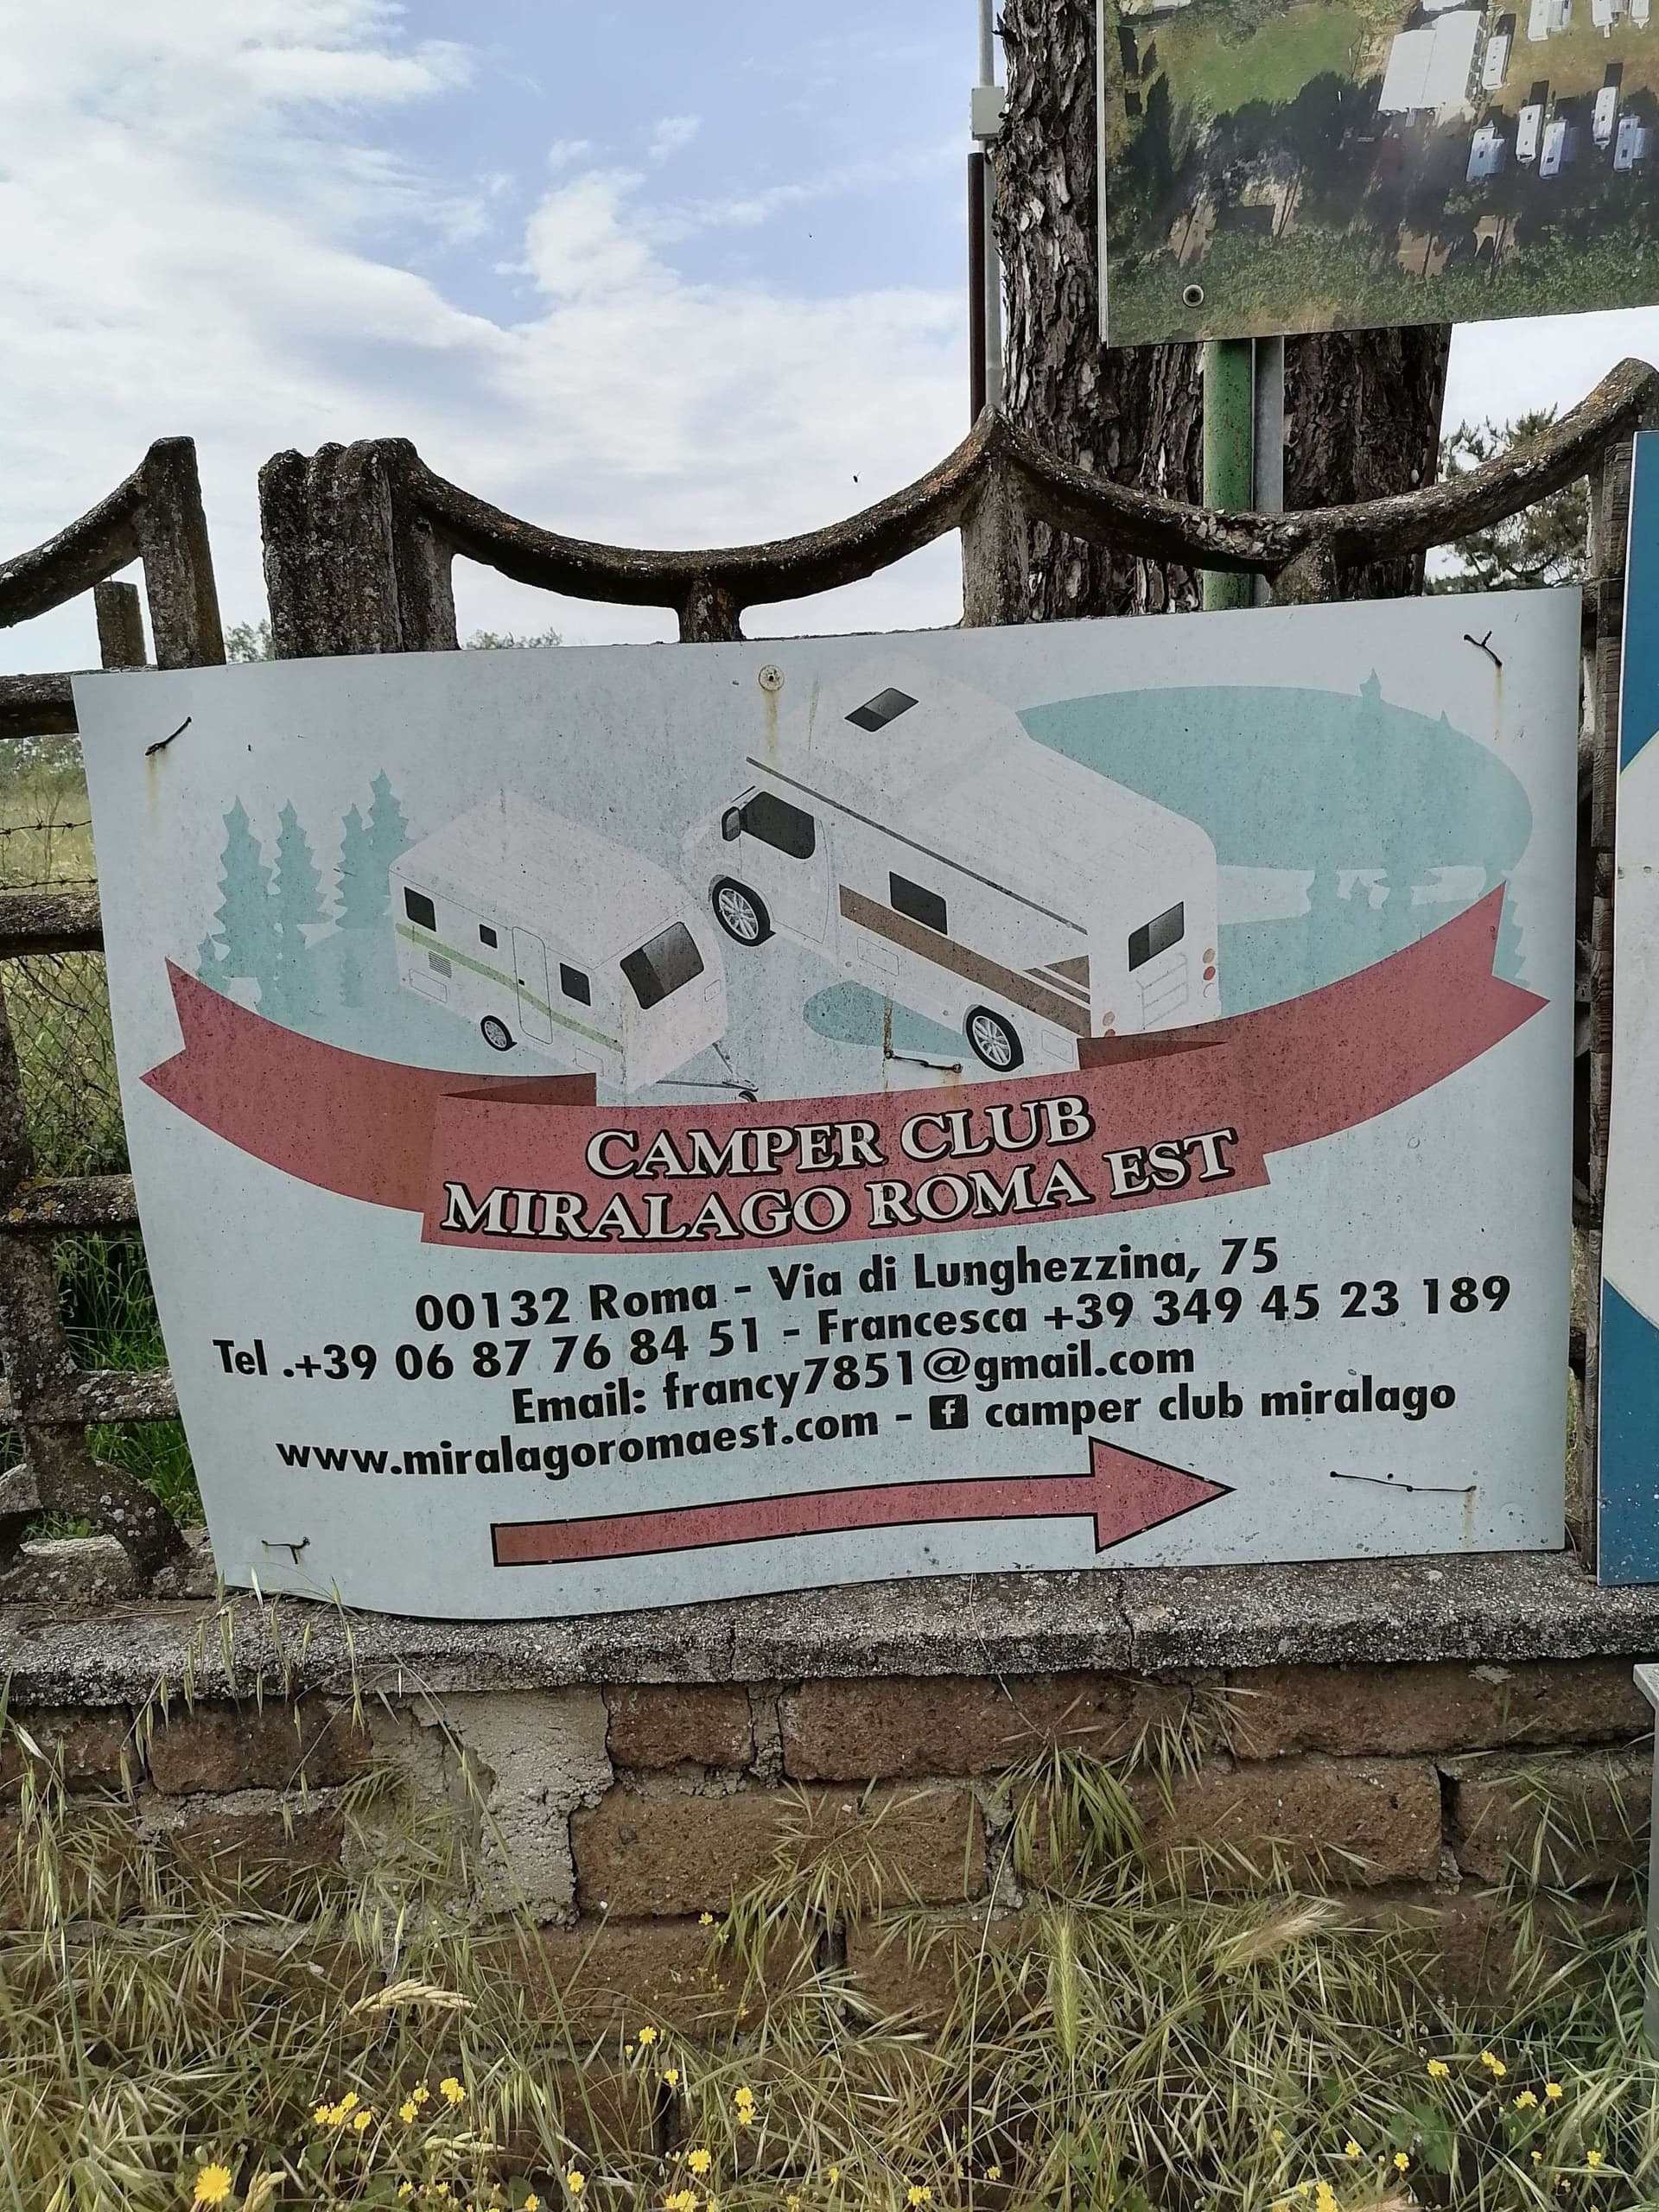 CAMPER CLUB
MIRALAGO ROMA EST
00132 Roma - Via di Lunghezzina, 75
Tel .+39 06 87 76 84 51 - Francesca +39 349 45 23 189
Email: francy7851@gmail.com
www.miralagoromaest.com - f camper club miralago